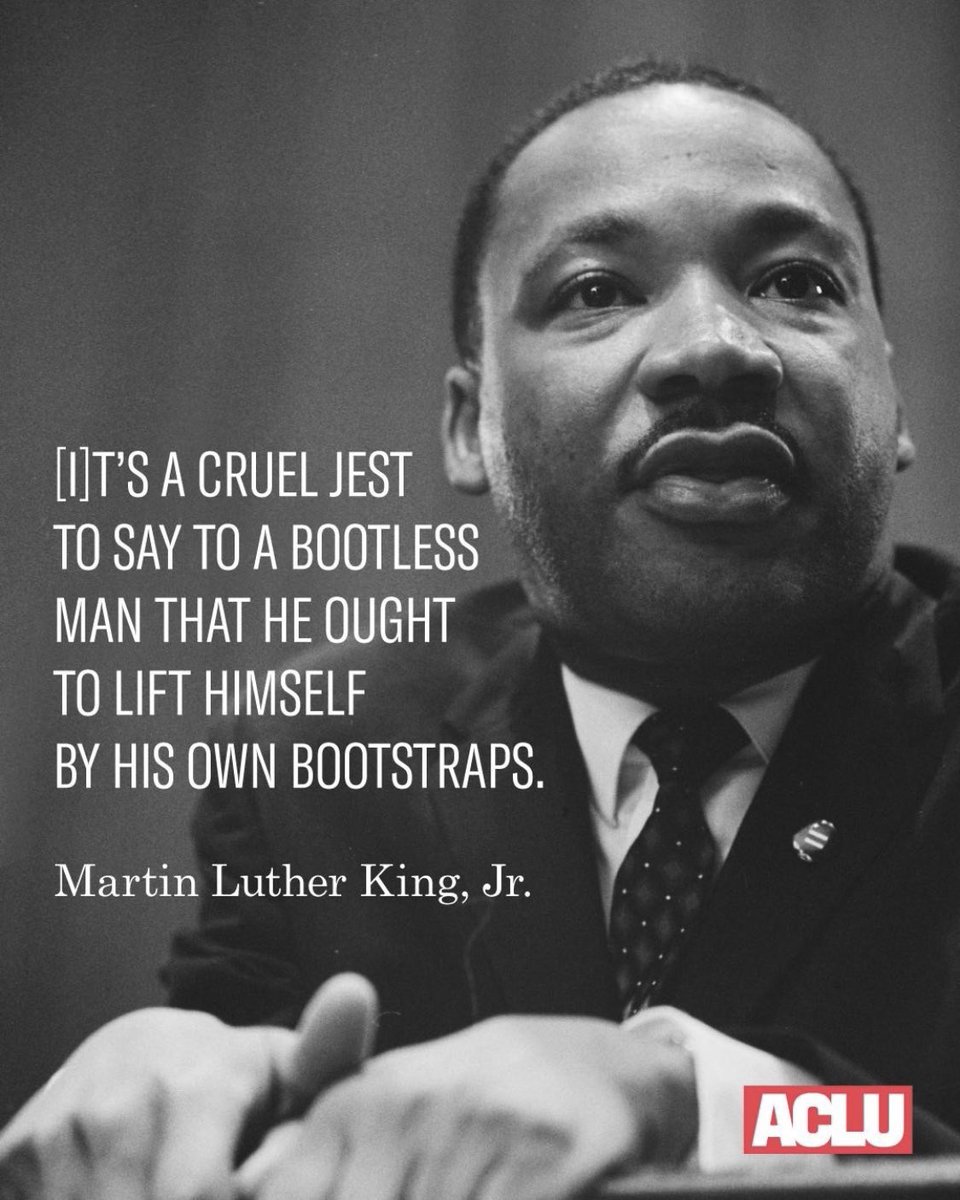 [I]T’S A CRUEL JEST
TO SAY TO A BOOTLESS
MAN THAT HE OUGHT
TO LIFT HIMSELF
BY HIS OWN BOOTSTRAPS.
Martin Luther King, Jr.
ACLU